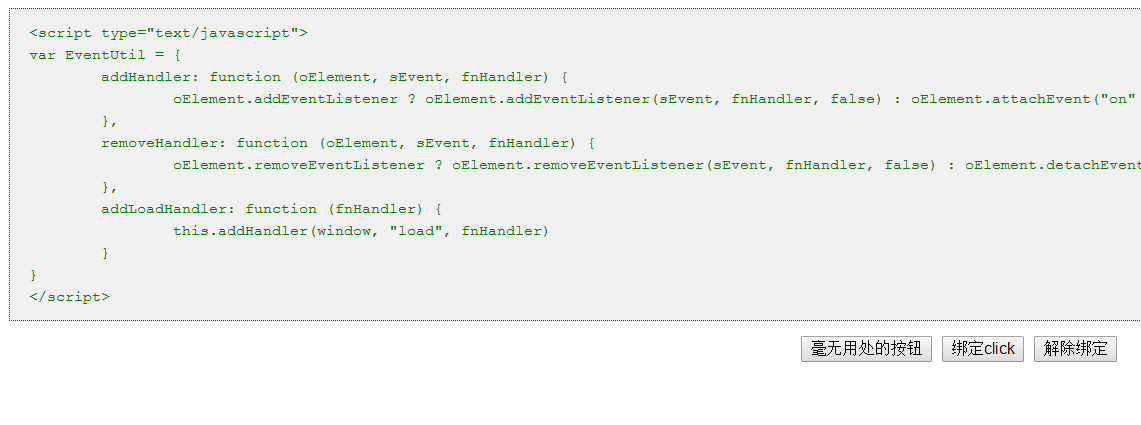 <script type="text/javascript">
var EventUtil = {
addHandler: function (oElement, sEvent, fnHandler) {
oElement.addEventListener ? oElement.addEventListener(sEvent, fnHandler, false) : oElement.attachEvent("on"
},
removeHandler: function (oElement, sEvent, fnHandler) {
oElement.removeEventListener ? oElement.removeEventListener(sEvent, fnHandler, false) : oElement.detachEvent
},
addLoadHandler: function (fnHandler) {
this.addHandler(window, "load", fnHandler)
}
}
</script>
毫无用处的按钮 绑定click 解除绑定